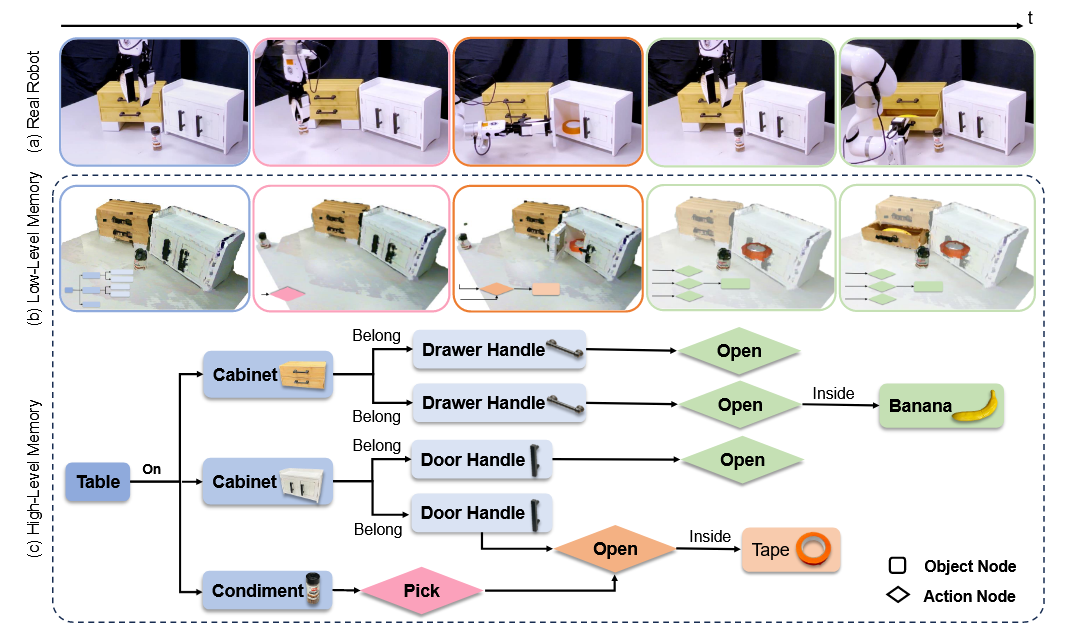 t
(a) Real Robot
(b) Low-Level Memory
(c) High-Level Memory
Belong
Drawer Handle
Open
Cabinet
Belong
Drawer Handle
Open
Inside
Banana
Belong
Door Handle
Open
Table
On
Cabinet
Belong
Door Handle
Open
Inside
Tape
Condiment
Pick
Object Node
Action Node